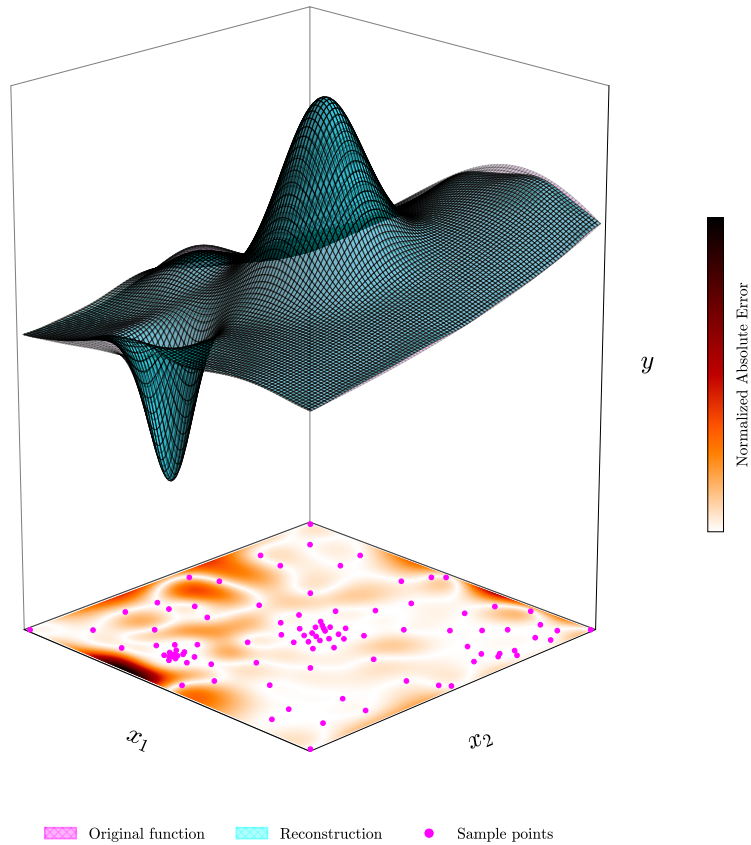 y
Normalized Absolute Error
x₁
x₂
Original function
Reconstruction
Sample points